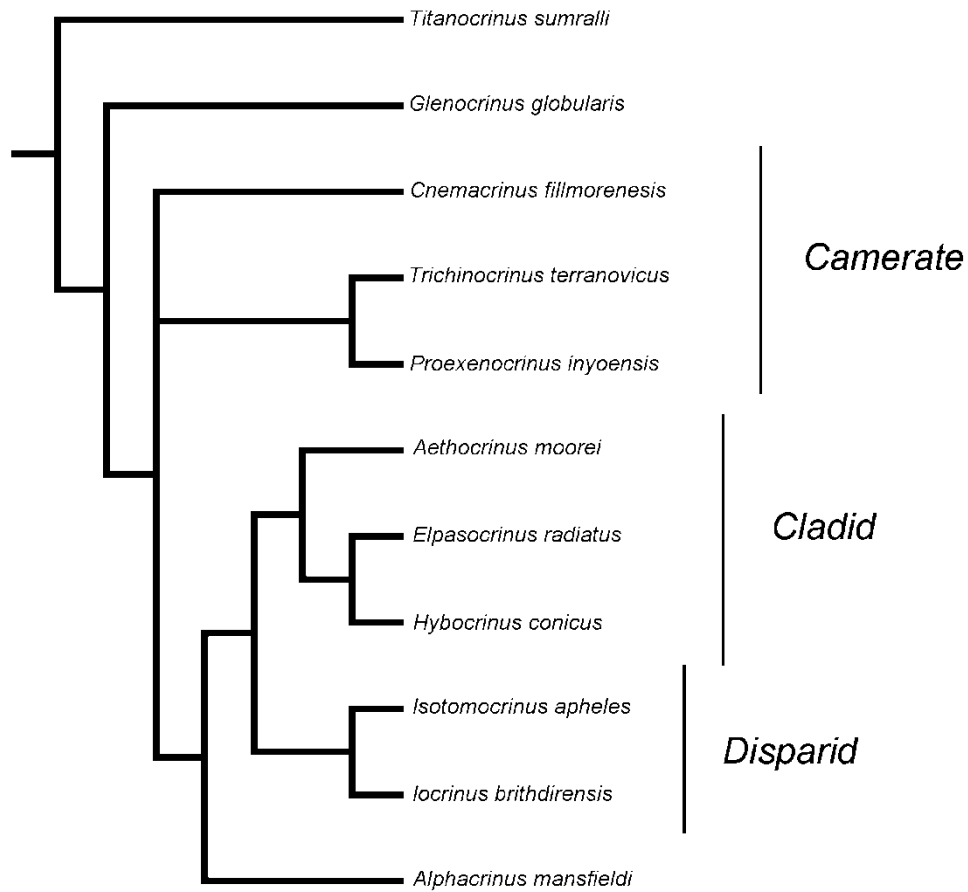 Titanocrinus sumralli
Glenocrinus globularis
Cnemacrinus fillmorenesis
Camerate
Trichinocrinus terranovicus
Proexenocrinus inyoensis
Aethocrinus moorei
Cladid
Elpasocrinus radiatus
Hybocrinus conicus
Isotomocrinus apheles
Disparid
Iocrinus brithdirensis
Alphacrinus mansfieldi